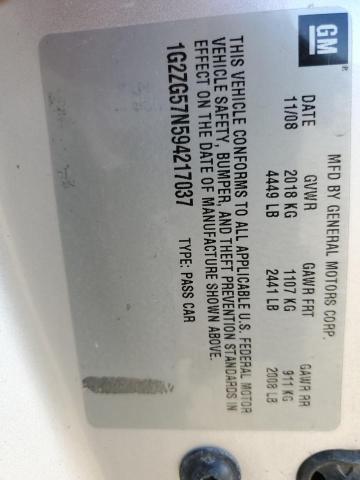 GM
MFD BY GENERAL MOTORS CORP.
DATE GVWR GAWR FRT GAWR RR
11/08 2018 KG 1107 KG 911 KG
4449 LB 2441 LB 2008 LB
THIS VEHICLE CONFORMS TO ALL APPLICABLE U.S. FEDERAL MOTOR
VEHICLE SAFETY, BUMPER, AND THEFT PREVENTION STANDARDS IN
EFFECT ON THE DATE OF MANUFACTURE SHOWN ABOVE.
1G2ZG57N594217037 TYPE: PASS CAR